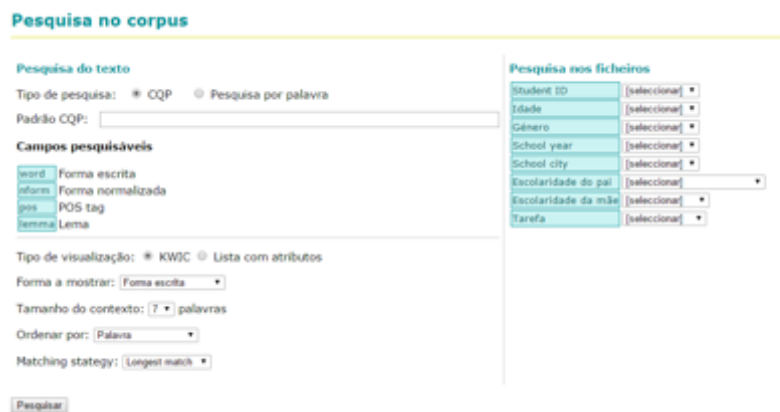 Pesquisa no corpus
Pesquisa do texto
Tipo de pesquisa: CQP Pesquisa por palavra
Padrão CQP:
Campos pesquisáveis
word Forma escrita
nform Forma normalizada
pos POS tag
lemma Lema
Tipo de visualização: KWIC Lista com atributos
Forma a mostrar: Forma escrita
Tamanho do contexto: 7 palavras
Ordenar por: Palavra
Matching stategy: Longest match
Pesquisar
Pesquisa nos ficheiros
Student ID [seleccionar]
Idade [seleccionar]
Género [seleccionar]
School year [seleccionar]
School city [seleccionar]
Escolaridade do pai [seleccionar]
Escolaridade da mãe [seleccionar]
Tarefa [seleccionar]